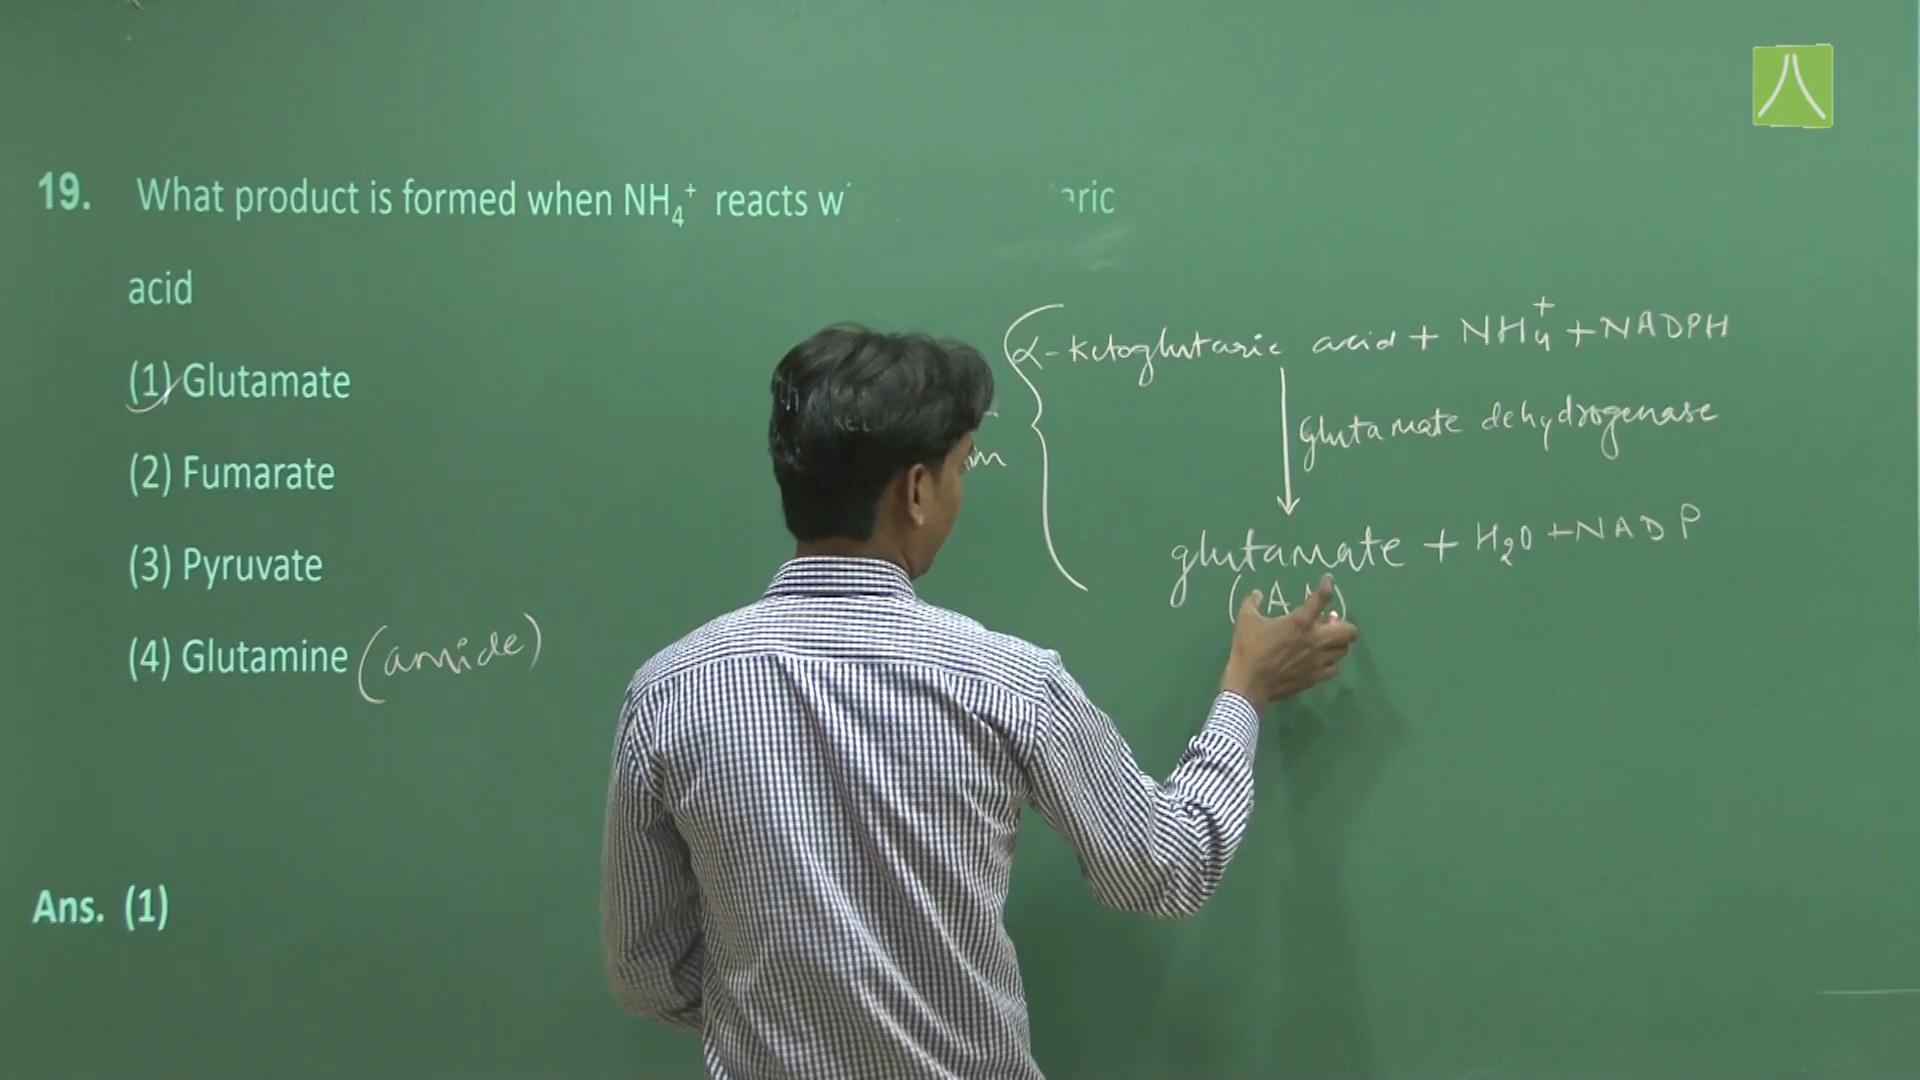 19. What product is formed when NH₄⁺ reacts
acid
(1) Glutamate
(2) Fumarate
(3) Pyruvate
(4) Glutamine (amide)
Ans. (1)
α-ketoglutaric acid + NH₄⁺ + NADPH
glutamate dehydrogenase
glutamate + H₂O + NADP